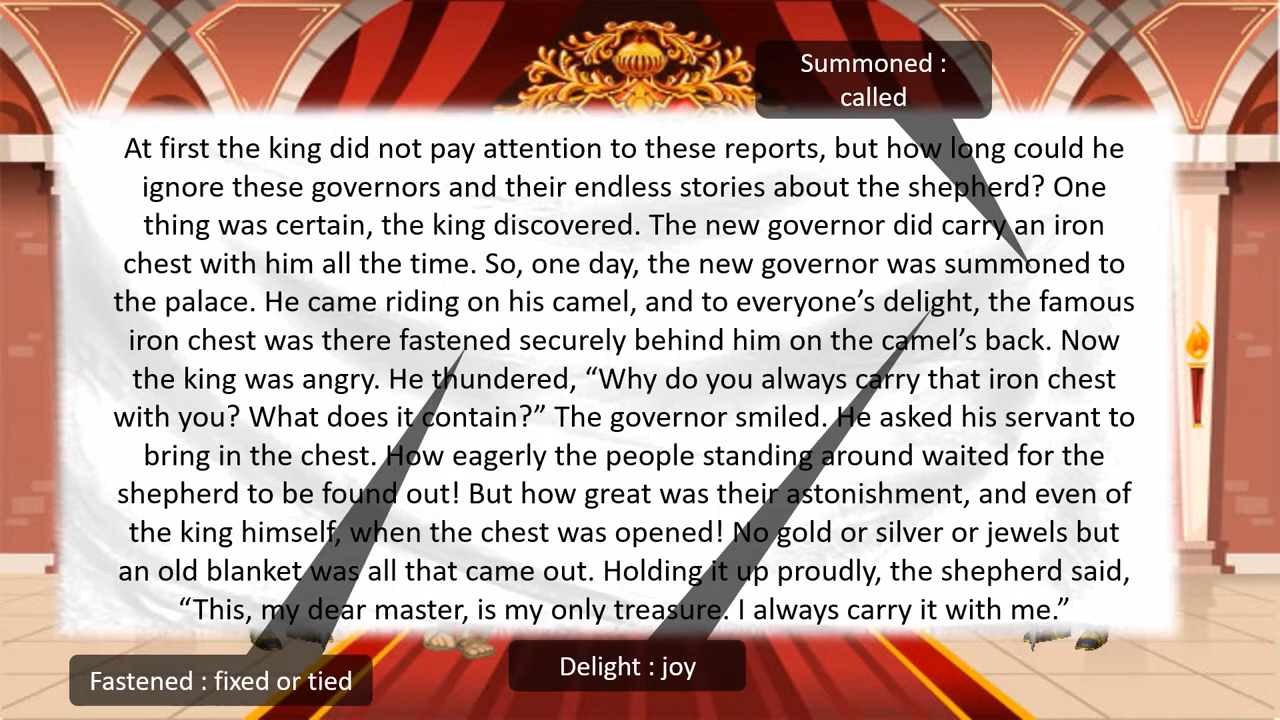 Summoned :
called
At first the king did not pay attention to these reports, but how long could he
ignore these governors and their endless stories about the shepherd? One
thing was certain, the king discovered. The new governor did carry an iron
chest with him all the time. So, one day, the new governor was summoned to
the palace. He came riding on his camel, and to everyone’s delight, the famous
iron chest was there fastened securely behind him on the camel’s back. Now
the king was angry. He thundered, “Why do you always carry that iron chest
with you? What does it contain?” The governor smiled. He asked his servant to
bring in the chest. How eagerly the people standing around waited for the
shepherd to be found out! But how great was their astonishment, and even of
the king himself, when the chest was opened! No gold or silver or jewels but
an old blanket was all that came out. Holding it up proudly, the shepherd said,
“This, my dear master, is my only treasure. I always carry it with me.”
Delight : joy
Fastened : fixed or tied